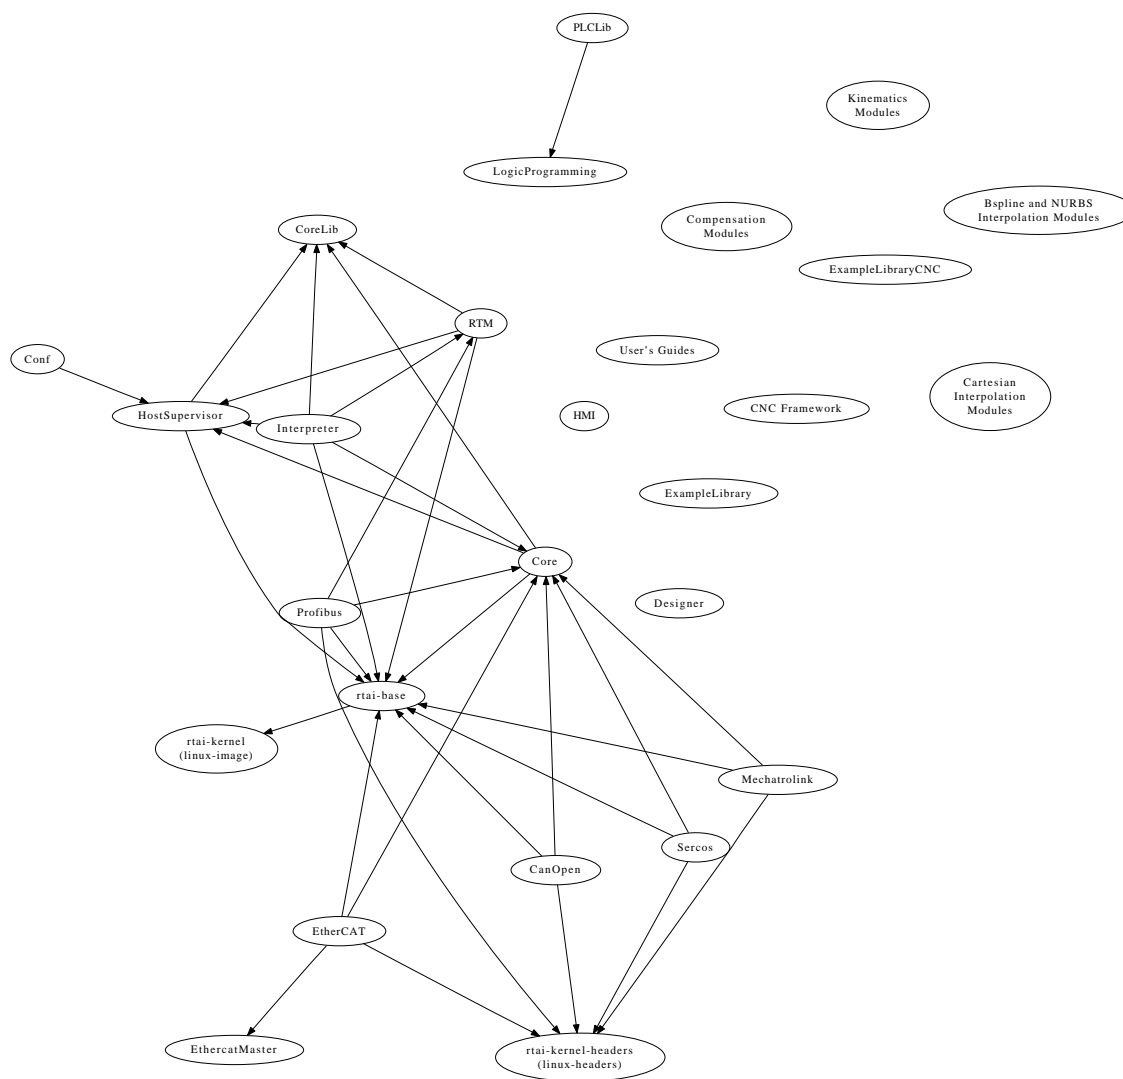 PLCLib
Kinematics
Modules
LogicProgramming
Bspline and NURBS
Interpolation Modules
Compensation
Modules
CoreLib
ExampleLibraryCNC
RTM
User's Guides
Conf
Cartesian
Interpolation
Modules
CNC Framework
HostSupervisor
HMI
Interpreter
ExampleLibrary
Core
Designer
Profibus
rtai-base
rtai-kernel
(linux-image)
Mechatrolink
Sercos
CanOpen
EtherCAT
EthercatMaster
rtai-kernel-headers
(linux-headers)